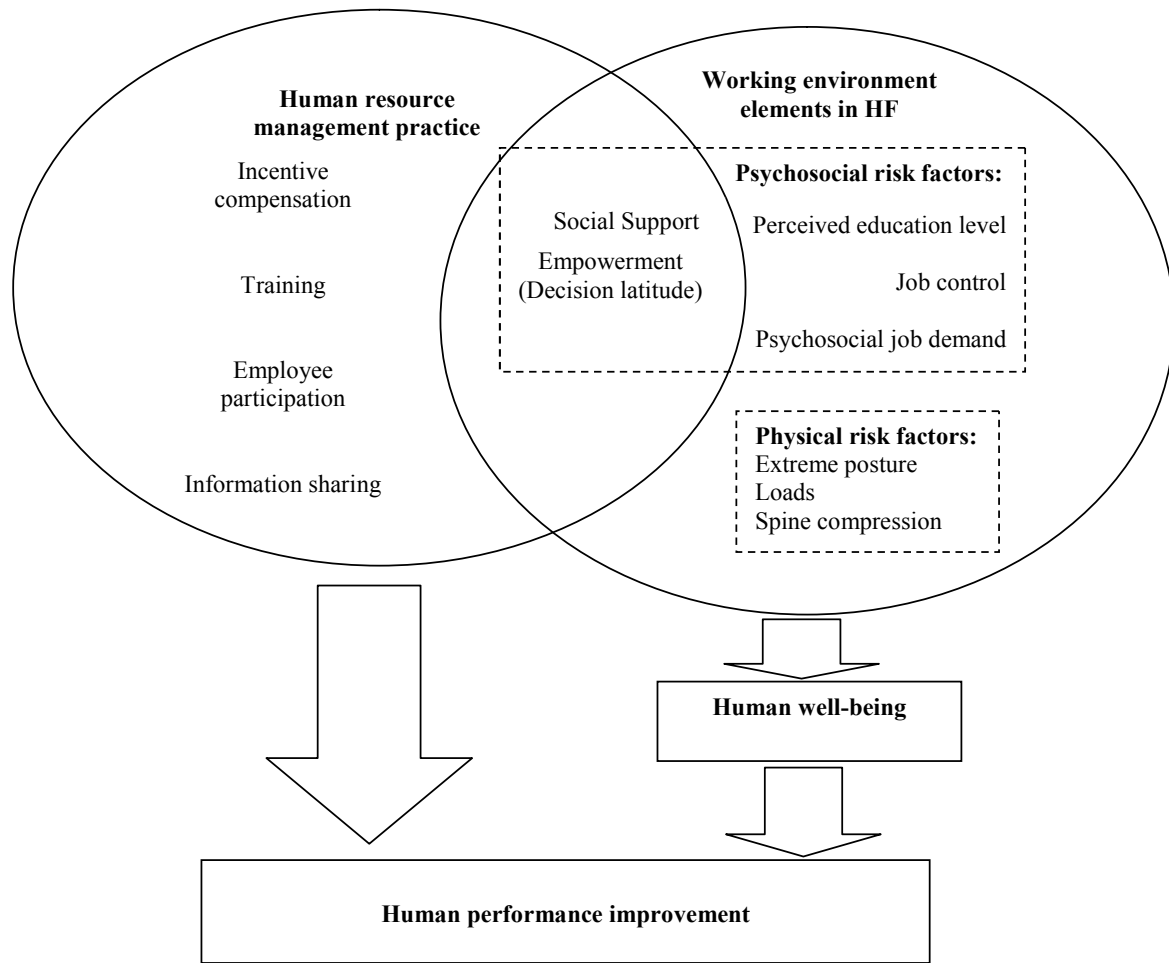 Human resource
management practice
Incentive
compensation
Training
Employee
participation
Information sharing
Social Support
Empowerment
(Decision latitude)
Working environment
elements in HF
Psychosocial risk factors:
Perceived education level
Job control
Psychosocial job demand
Physical risk factors:
Extreme posture
Loads
Spine compression
Human well-being
Human performance improvement